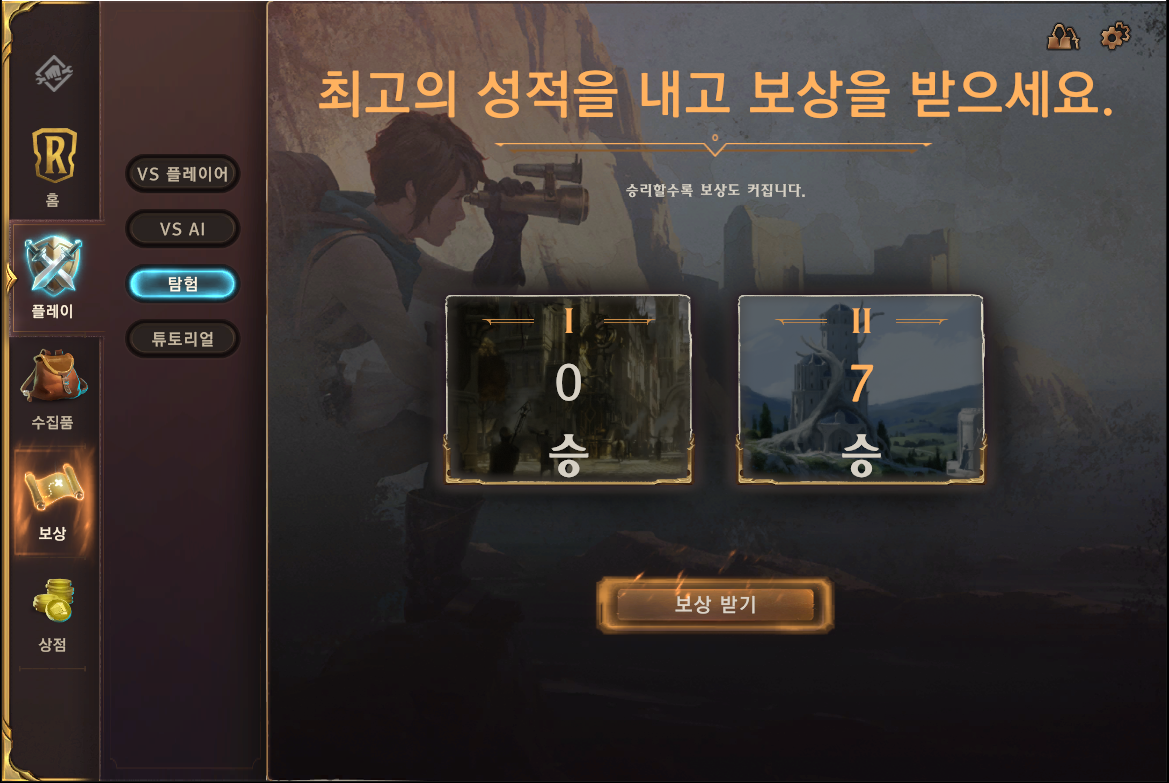 최고의 성적을 내고 보상을 받으세요.
승리할수록 보상도 커집니다.
R
홈
플레이
수집품
보상
상점
VS 플레이어
VS AI
탐험
튜토리얼
I
0
승
II
7
승
보상 받기